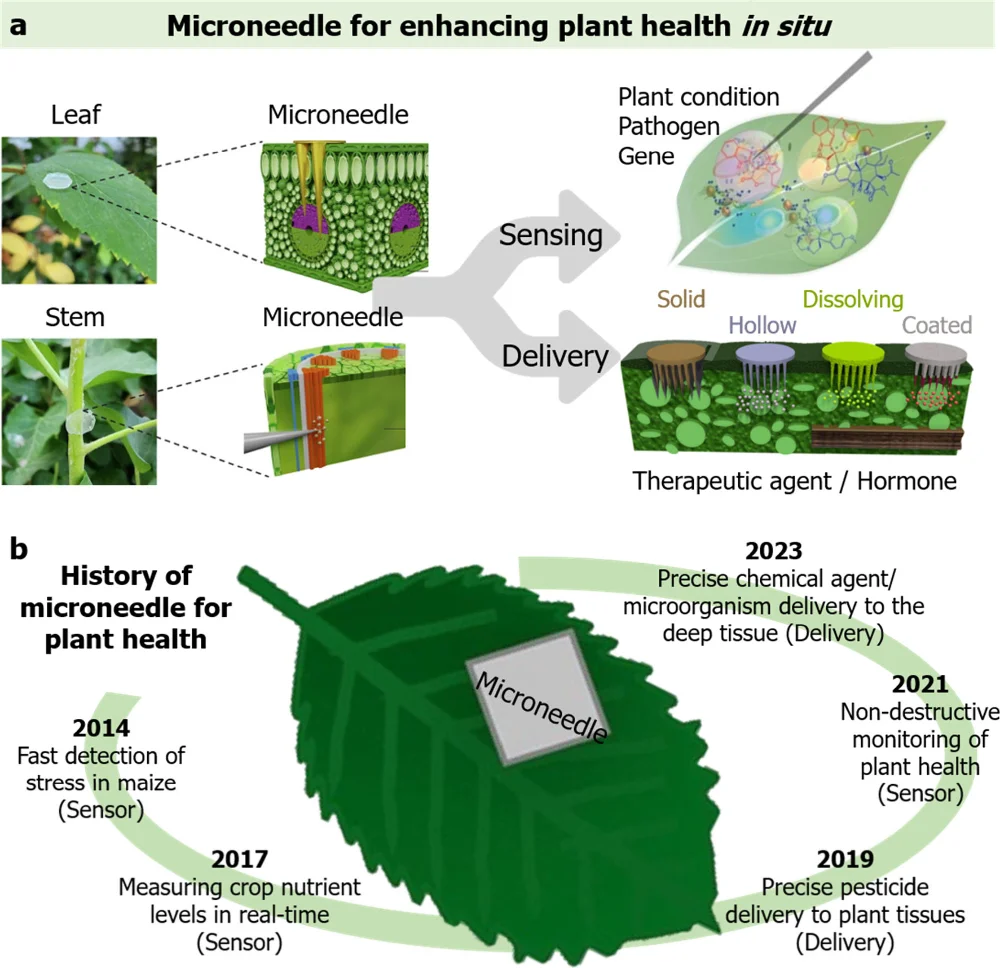 a
Microneedle for enhancing plant health in situ
Leaf
Microneedle
Stem
Microneedle
Sensing
Delivery
Plant condition
Pathogen
Gene
Solid
Hollow
Dissolving
Coated
Therapeutic agent / Hormone
b
History of
microneedle for
plant health
2014
Fast detection of
stress in maize
(Sensor)
2017
Measuring crop nutrient
levels in real-time
(Sensor)
2019
Precise pesticide
delivery to plant tissues
(Delivery)
2021
Non-destructive
monitoring of
plant health
(Sensor)
2023
Precise chemical agent/
microorganism delivery to the
deep tissue (Delivery)
Microneedle